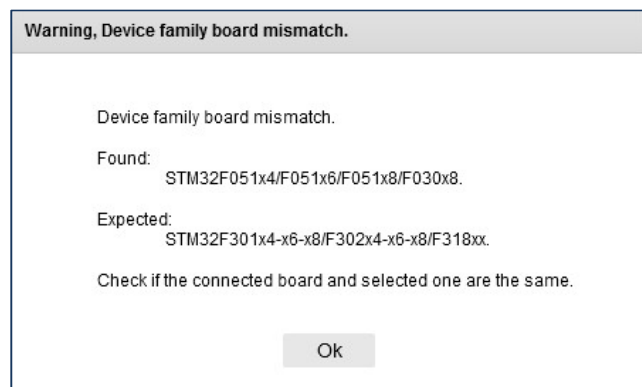 Warning, Device family board mismatch.
Device family board mismatch.
Found:
STM32F051x4/F051x6/F051x8/F030x8.
Expected:
STM32F301x4-x6-x8/F302x4-x6-x8/F318xx.
Check if the connected board and selected one are the same.
Ok